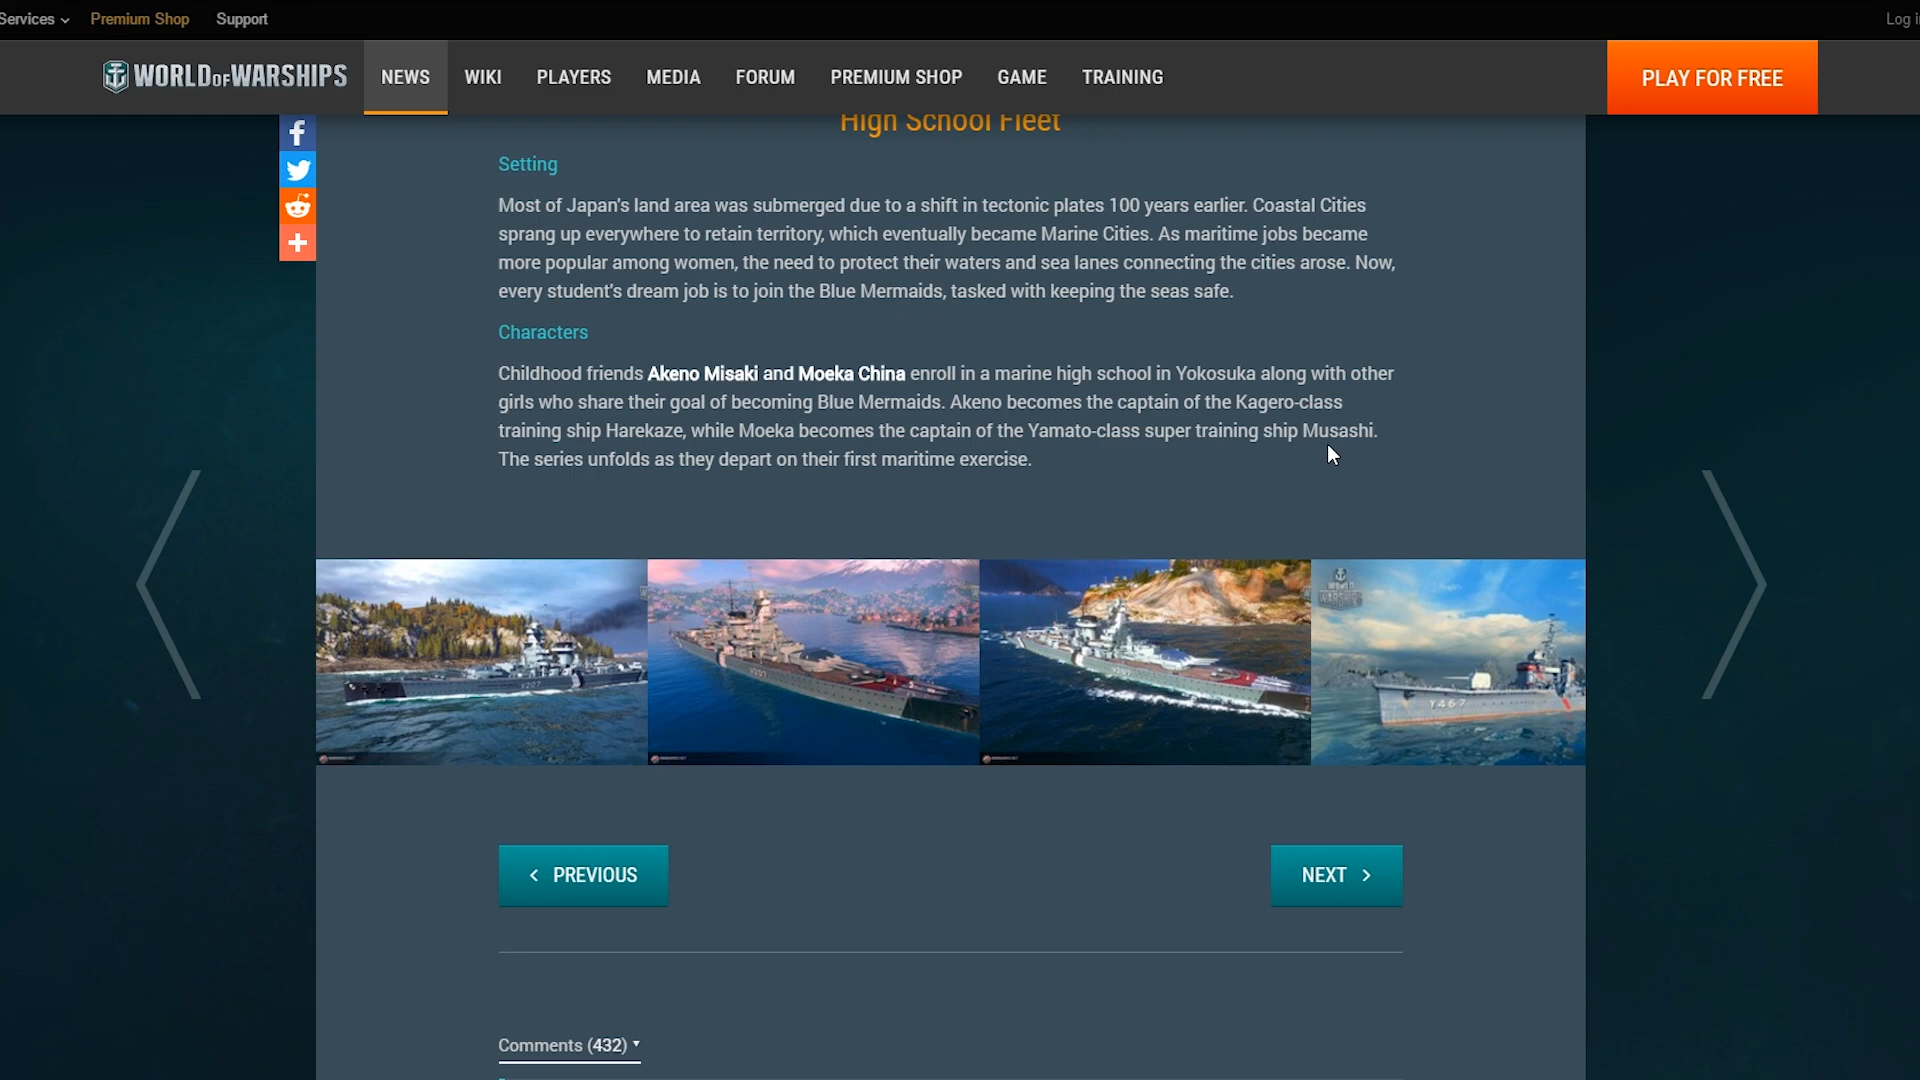 Services
Premium Shop
Support
Log
WORLD OF WARSHIPS
NEWS
WIKI
PLAYERS
MEDIA
FORUM
PREMIUM SHOP
GAME
TRAINING
PLAY FOR FREE
High School Fleet
Setting
Most of Japan's land area was submerged due to a shift in tectonic plates 100 years earlier. Coastal Cities
sprang up everywhere to retain territory, which eventually became Marine Cities. As maritime jobs became
more popular among women, the need to protect their waters and sea lanes connecting the cities arose. Now,
every student's dream job is to join the Blue Mermaids, tasked with keeping the seas safe.
Characters
Childhood friends Akeno Misaki and Moeka China enroll in a marine high school in Yokosuka along with other
girls who share their goal of becoming Blue Mermaids. Akeno becomes the captain of the Kagero-class
training ship Harekaze, while Moeka becomes the captain of the Yamato-class super training ship Musashi.
The series unfolds as they depart on their first maritime exercise.
WORLD
WARSHIPS
Y467
PREVIOUS
NEXT
Comments (432)